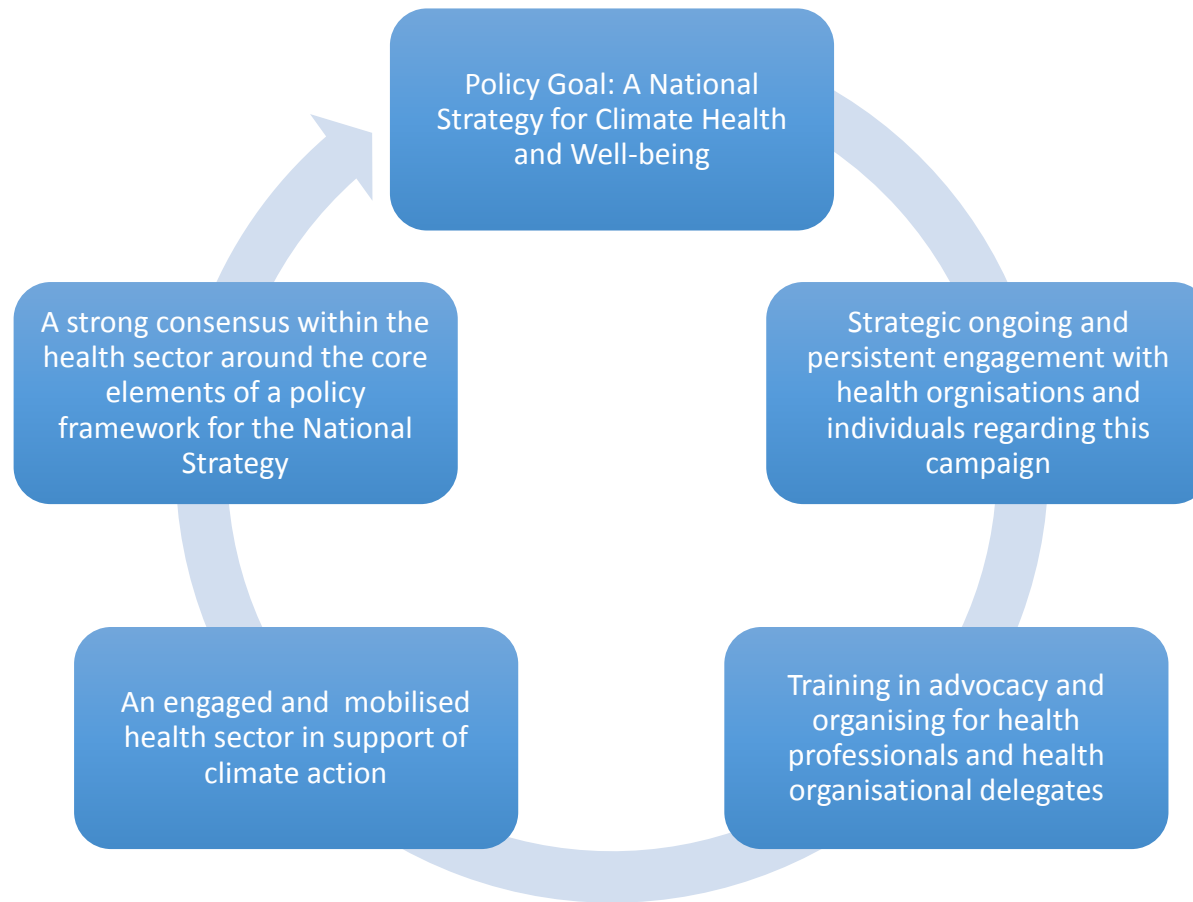 Policy Goal: A National
Strategy for Climate Health
and Well-being
Strategic ongoing and
persistent engagement with
health orgnisations and
individuals regarding this
campaign
Training in advocacy and
organising for health
professionals and health
organisational delegates
An engaged and  mobilised
health sector in support of
climate action
A strong consensus within the
health sector around the core
elements of a policy
framework for the National
Strategy